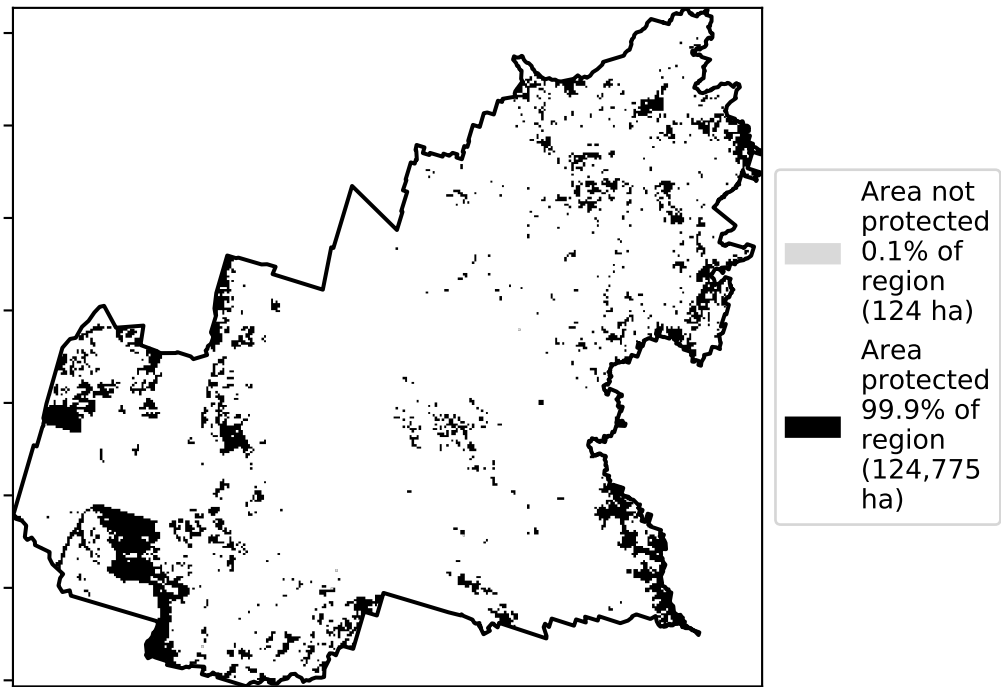 Area not
protected
0.1% of
region
(124 ha)
Area
protected
99.9% of
region
(124,775
ha)